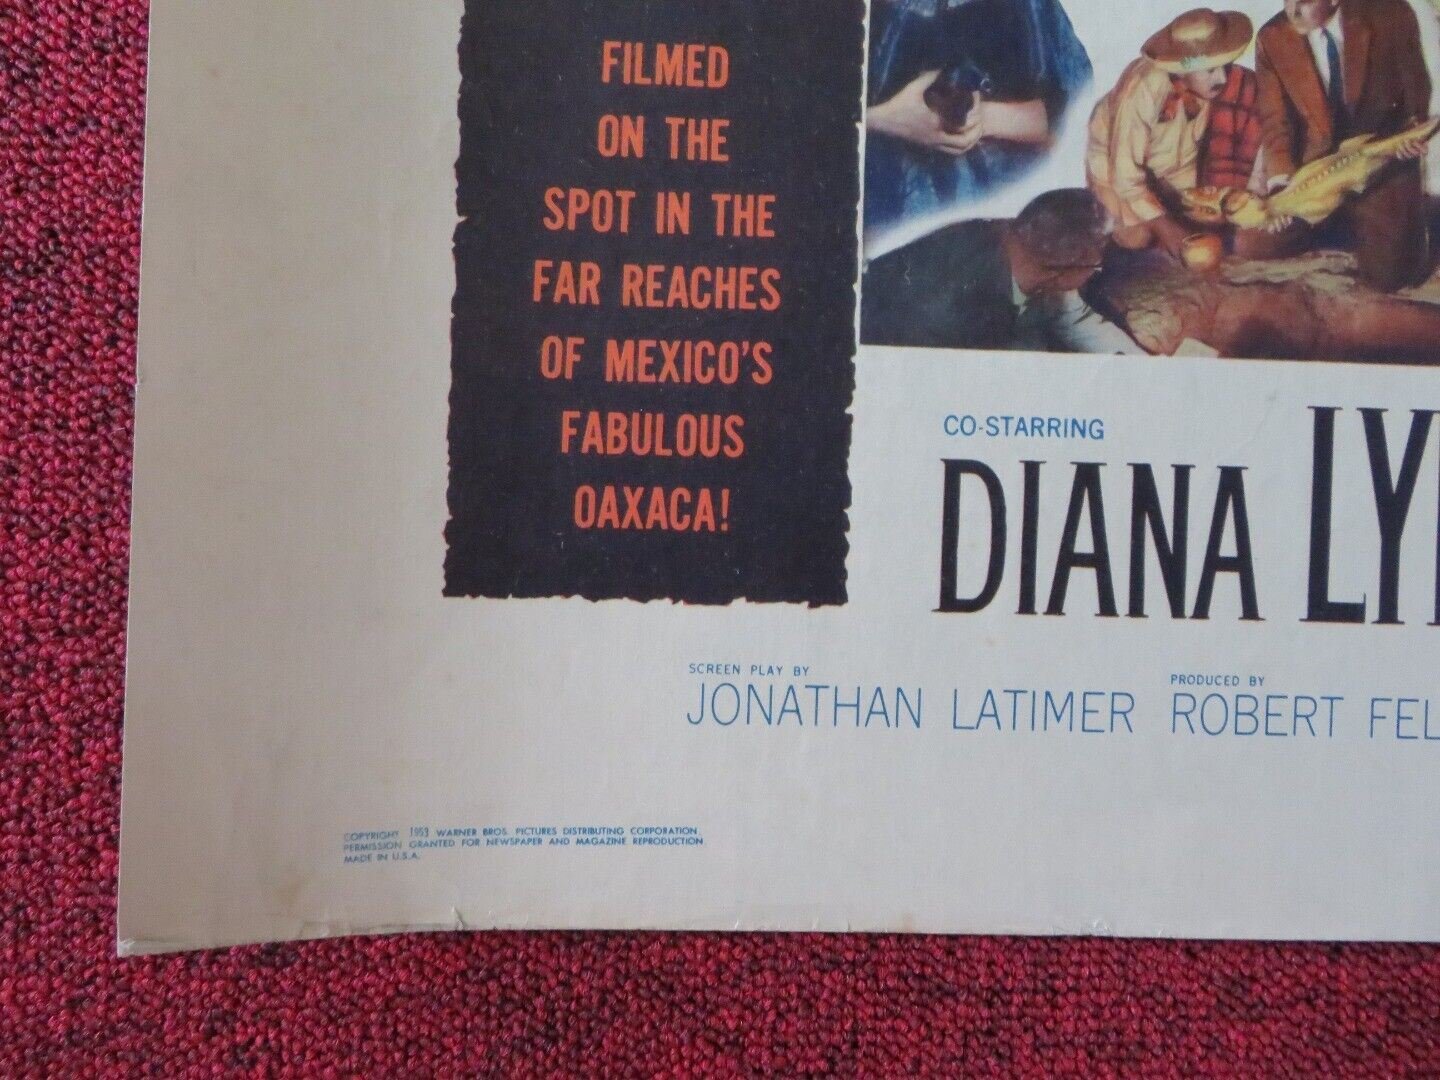 FILMED
ON THE
SPOT IN THE
FAR REACHES
OF MEXICO'S
FABULOUS
OAXACA!
CO-STARRING
DIANA
SCREEN PLAY BY
JONATHAN LATIMER
PRODUCED BY
ROBERT
COPYRIGHT 1953 WARNER BROS. PICTURES DISTRIBUTING CORPORATION
PERMISSION GRANTED FOR NEWSPAPER AND MAGAZINE REPRODUCTION
MADE IN U.S.A.